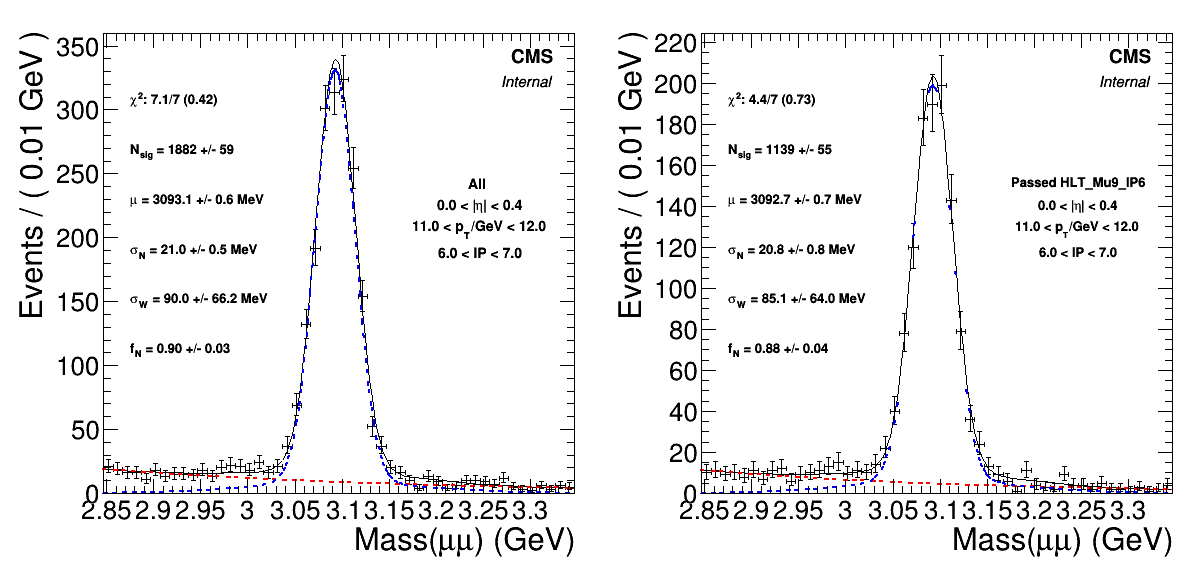 Events / ( 0.01 GeV )
350
300
250
200
150
100
50
0
CMS
Internal
χ²: 7.1/7 (0.42)
N_sig = 1882 +/- 59
μ = 3093.1 +/- 0.6 MeV
σ_N = 21.0 +/- 0.5 MeV
σ_W = 90.0 +/- 66.2 MeV
f_N = 0.90 +/- 0.03
All
0.0 < |η| < 0.4
11.0 < p_T/GeV < 12.0
6.0 < IP < 7.0
2.85 2.9 2.95 3 3.05 3.1 3.15 3.2 3.25 3.3
Mass(μμ) (GeV)
Events / ( 0.01 GeV )
220
200
180
160
140
120
100
80
60
40
20
0
CMS
Internal
χ²: 4.4/7 (0.73)
N_sig = 1139 +/- 55
μ = 3092.7 +/- 0.7 MeV
σ_N = 20.8 +/- 0.8 MeV
σ_W = 85.1 +/- 64.0 MeV
f_N = 0.88 +/- 0.04
Passed HLT_Mu9_IP6
0.0 < |η| < 0.4
11.0 < p_T/GeV < 12.0
6.0 < IP < 7.0
2.85 2.9 2.95 3 3.05 3.1 3.15 3.2 3.25 3.3
Mass(μμ) (GeV)